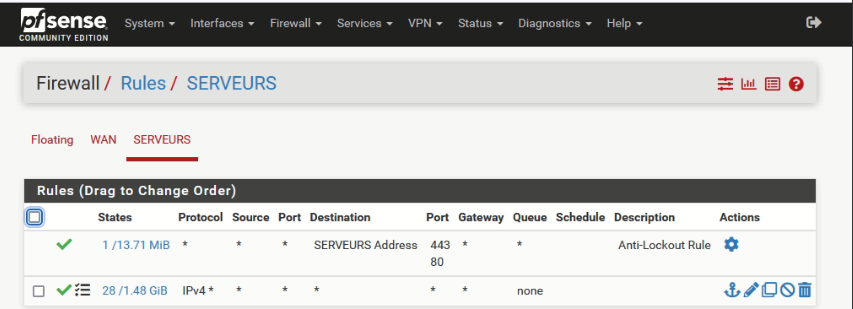 pfsense System Interfaces Firewall Services VPN Status Diagnostics Help
COMMUNITY EDITION
Firewall / Rules / SERVEURS
Floating WAN SERVEURS
Rules (Drag to Change Order)
States Protocol Source Port Destination Port Gateway Queue Schedule Description Actions
1 /13.71 MiB * * * SERVEURS Address 443 * * Anti-Lockout Rule
80
28 /1.48 GiB IPv4 * * * * * * none